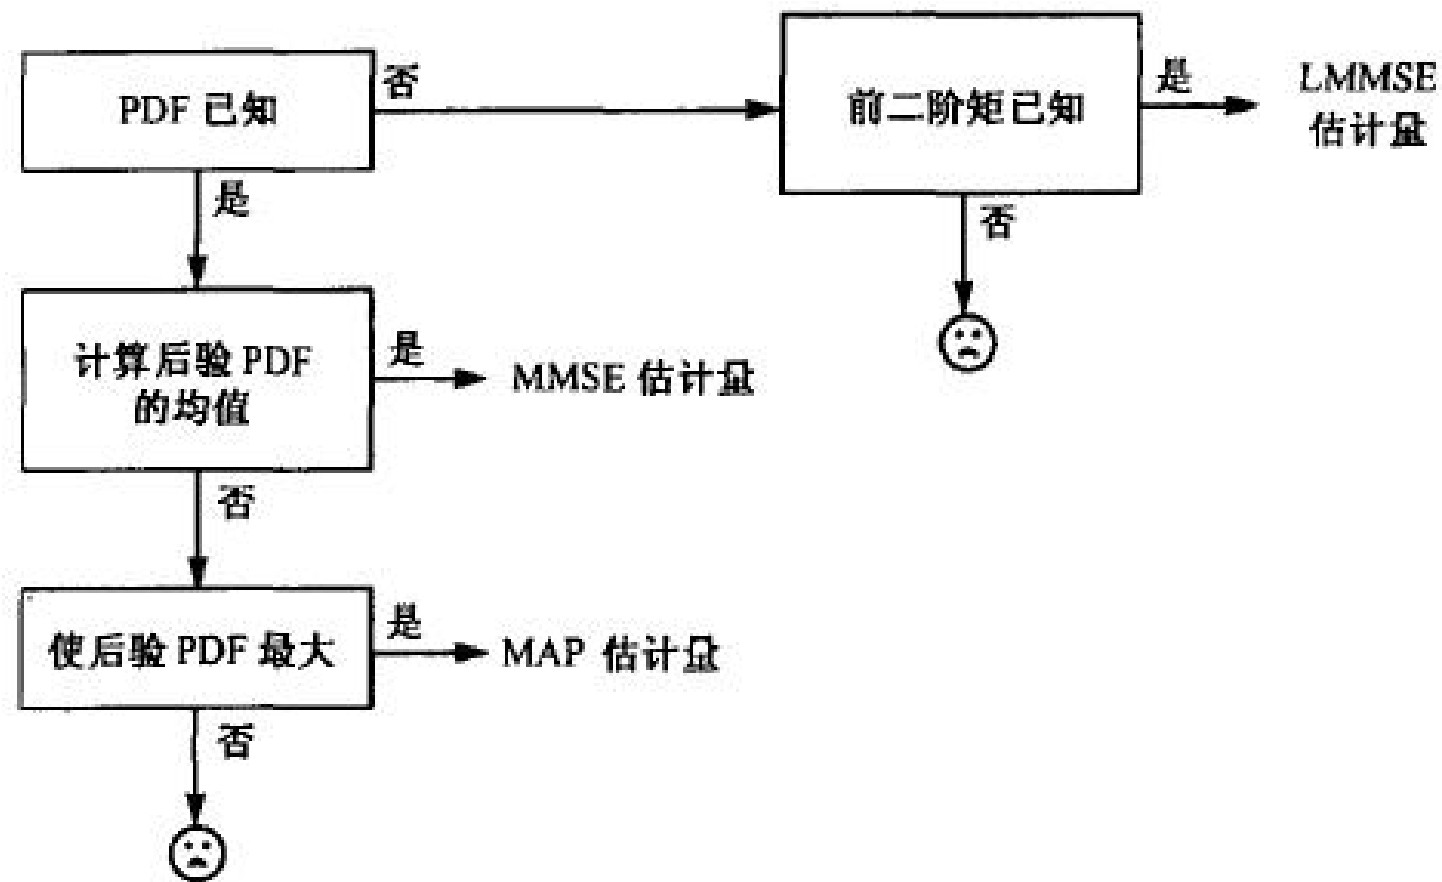 PDF 已知
否
前二阶矩已知
是
LMMSE
估计量
是
否
计算后验 PDF
的均值
是
MMSE 估计量
否
使后验 PDF 最大
是
MAP 估计量
否